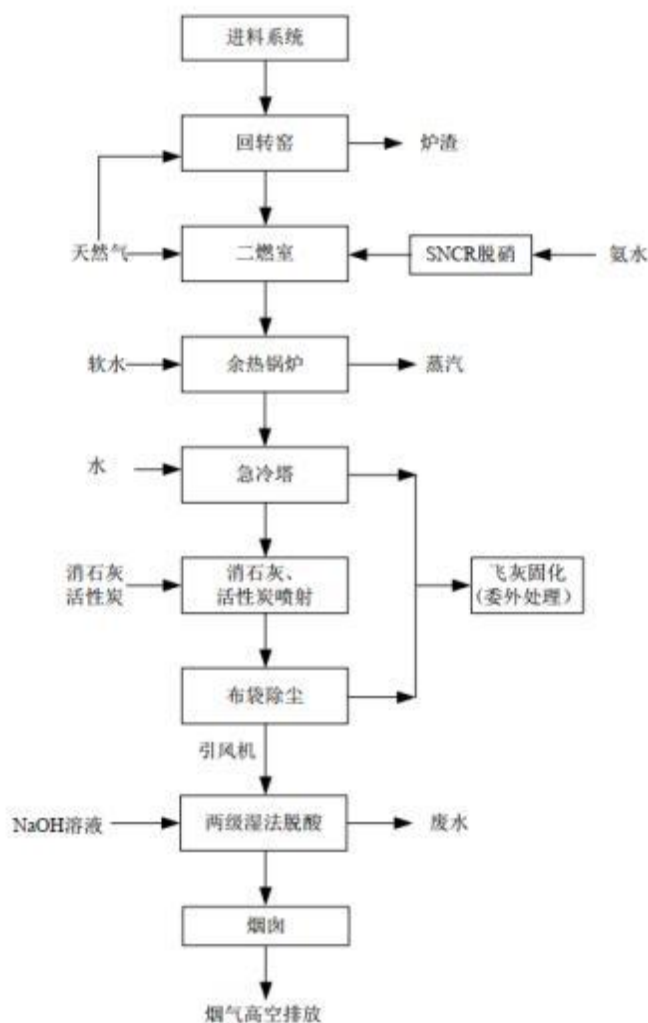 进料系统
回转窑
炉渣
天然气
二燃室
SNCR脱硝
氨水
软水
余热锅炉
蒸汽
水
急冷塔
消石灰
活性炭
消石灰、
活性炭喷射
飞灰固化
（委外处理）
布袋除尘
引风机
NaOH溶液
两级湿法脱酸
废水
烟囱
烟气高空排放